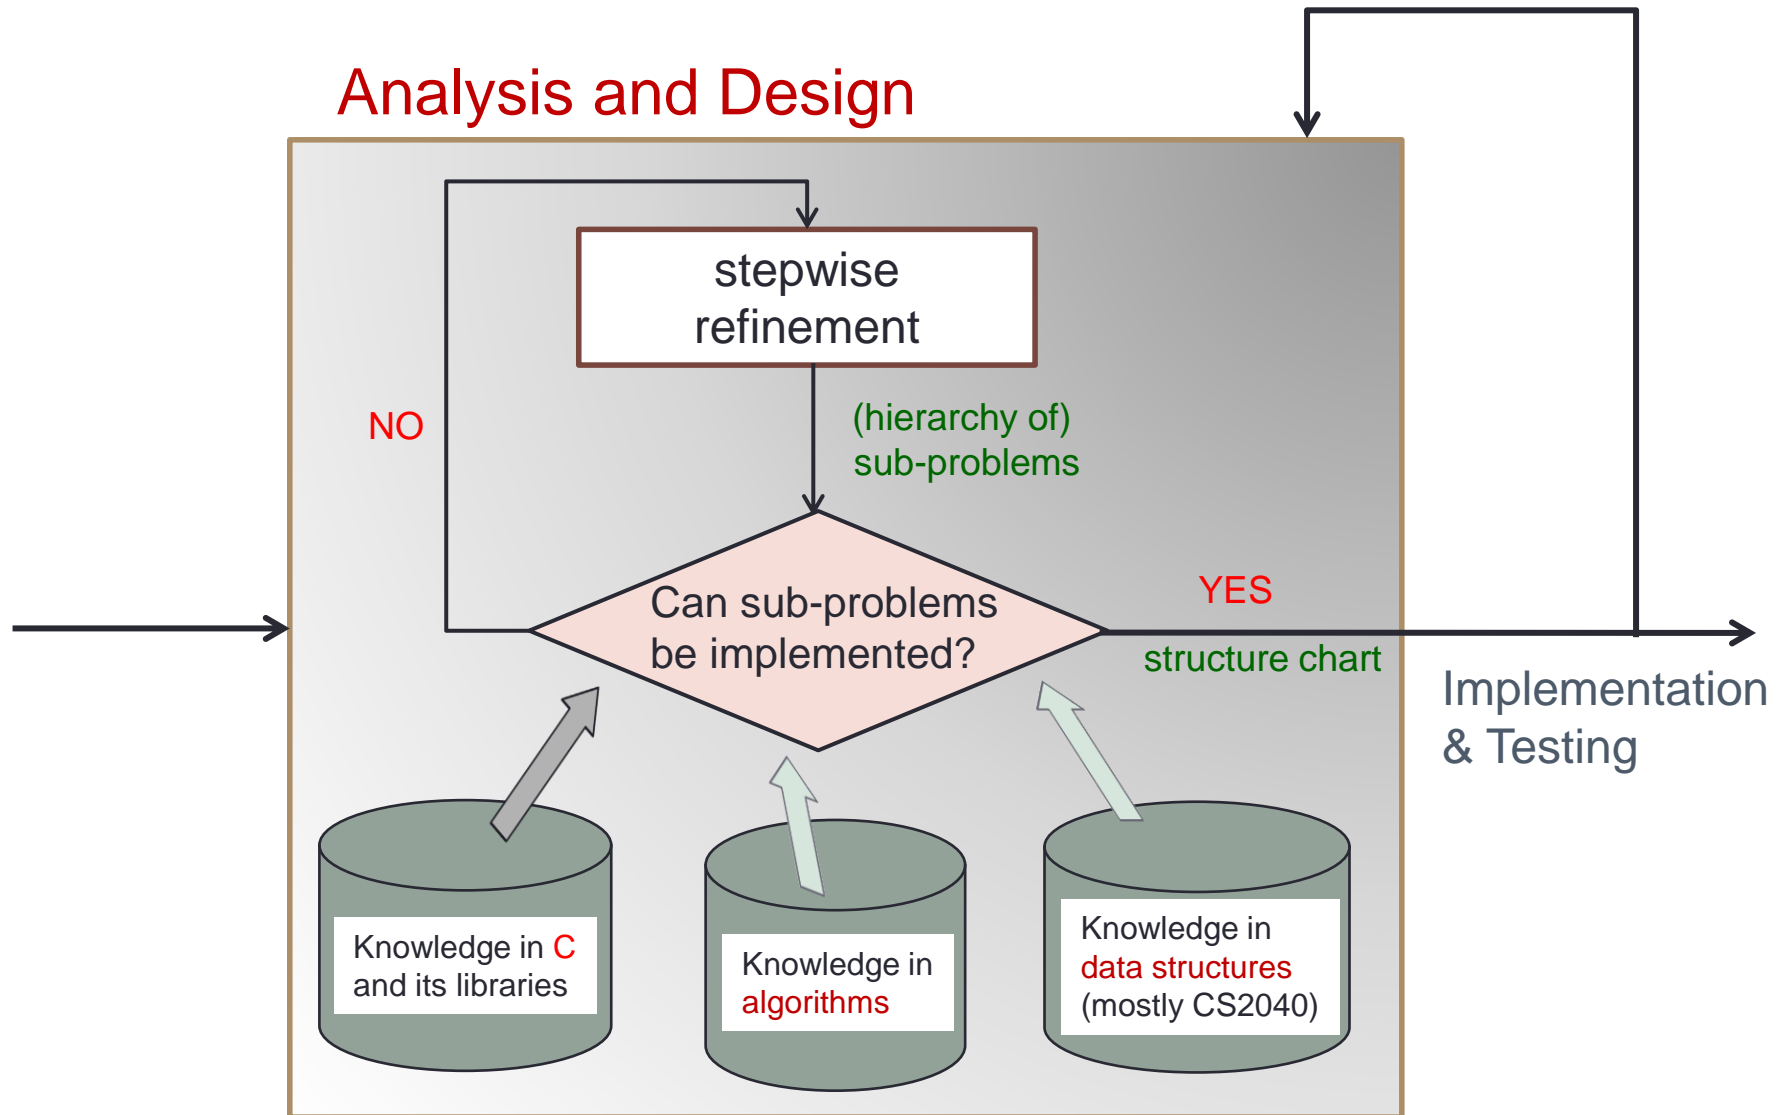 Analysis and Design
stepwise
refinement
NO
(hierarchy of)
sub-problems
Can sub-problems
be implemented?
YES
structure chart
Implementation
& Testing
Knowledge in C
and its libraries
Knowledge in
algorithms
Knowledge in
data structures
(mostly CS2040)